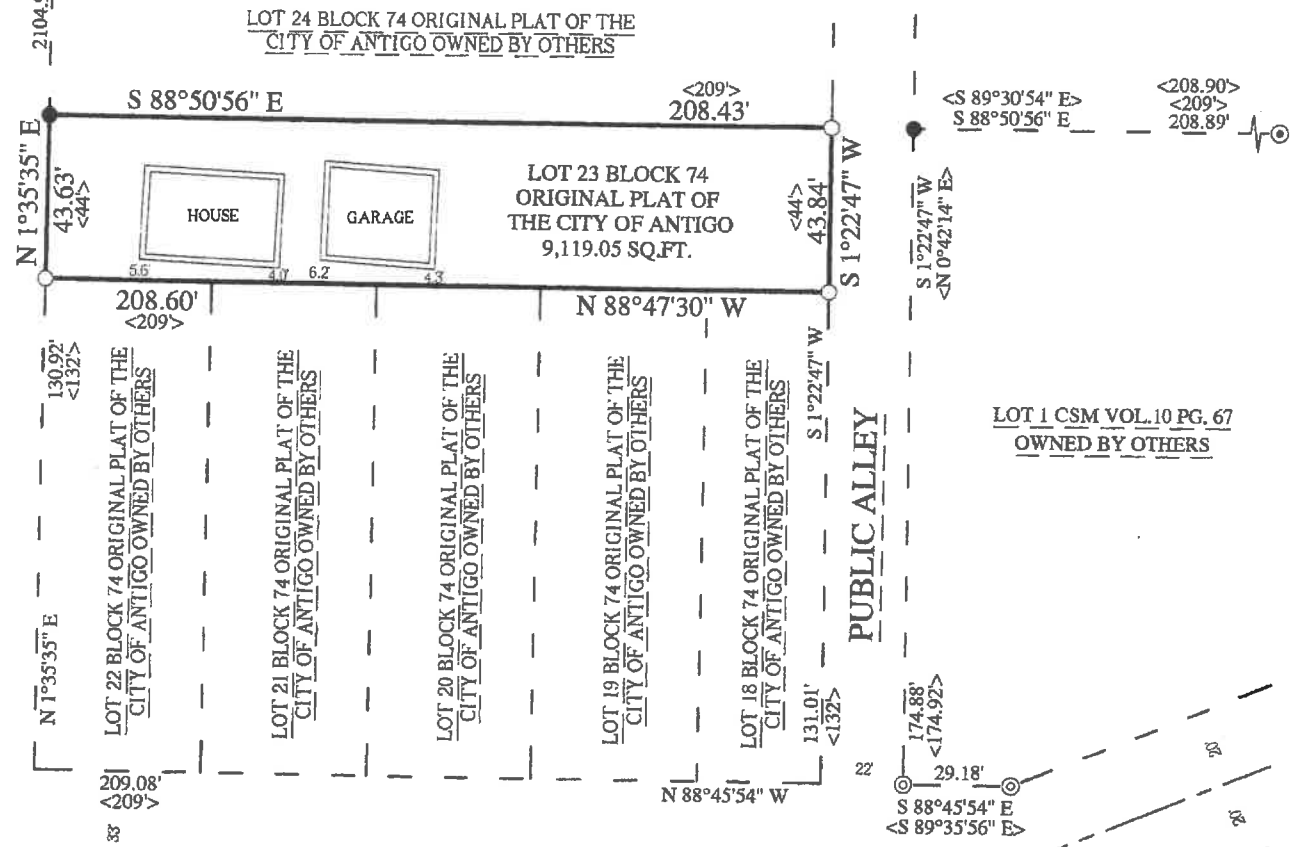 2104.
LOT 24 BLOCK 74 ORIGINAL PLAT OF THE
CITY OF ANTIGO OWNED BY OTHERS
S 88°50'56" E
<209'>
208.43'
<S 89°30'54" E>
S 88°50'56" E
<208.90'>
<209'>
208.89'
N 1°35'35" E
43.63'
<44'>
HOUSE
GARAGE
LOT 23 BLOCK 74
ORIGINAL PLAT OF
THE CITY OF ANTIGO
9,119.05 SQ.FT.
<44'>
43.84'
S 1°22'47" W
S 1°22'47" W
<N 0°42'14" E>
5.6'
4.0'
6.2'
4.3'
208.60'
<209'>
N 88°47'30" W
130.92'
<132'>
N 1°35'35" E
LOT 22 BLOCK 74 ORIGINAL PLAT OF THE
CITY OF ANTIGO OWNED BY OTHERS
LOT 21 BLOCK 74 ORIGINAL PLAT OF THE
CITY OF ANTIGO OWNED BY OTHERS
LOT 20 BLOCK 74 ORIGINAL PLAT OF THE
CITY OF ANTIGO OWNED BY OTHERS
LOT 19 BLOCK 74 ORIGINAL PLAT OF THE
CITY OF ANTIGO OWNED BY OTHERS
LOT 18 BLOCK 74 ORIGINAL PLAT OF THE
CITY OF ANTIGO OWNED BY OTHERS
S 1°22'47" W
131.01'
<132'>
PUBLIC ALLEY
LOT 1 CSM VOL.10 PG. 67
OWNED BY OTHERS
174.88'
<174.92'>
209.08'
<209'>
33'
N 88°45'54" W
22'
29.18'
S 88°45'54" E
<S 89°35'56" E>
20'
20'